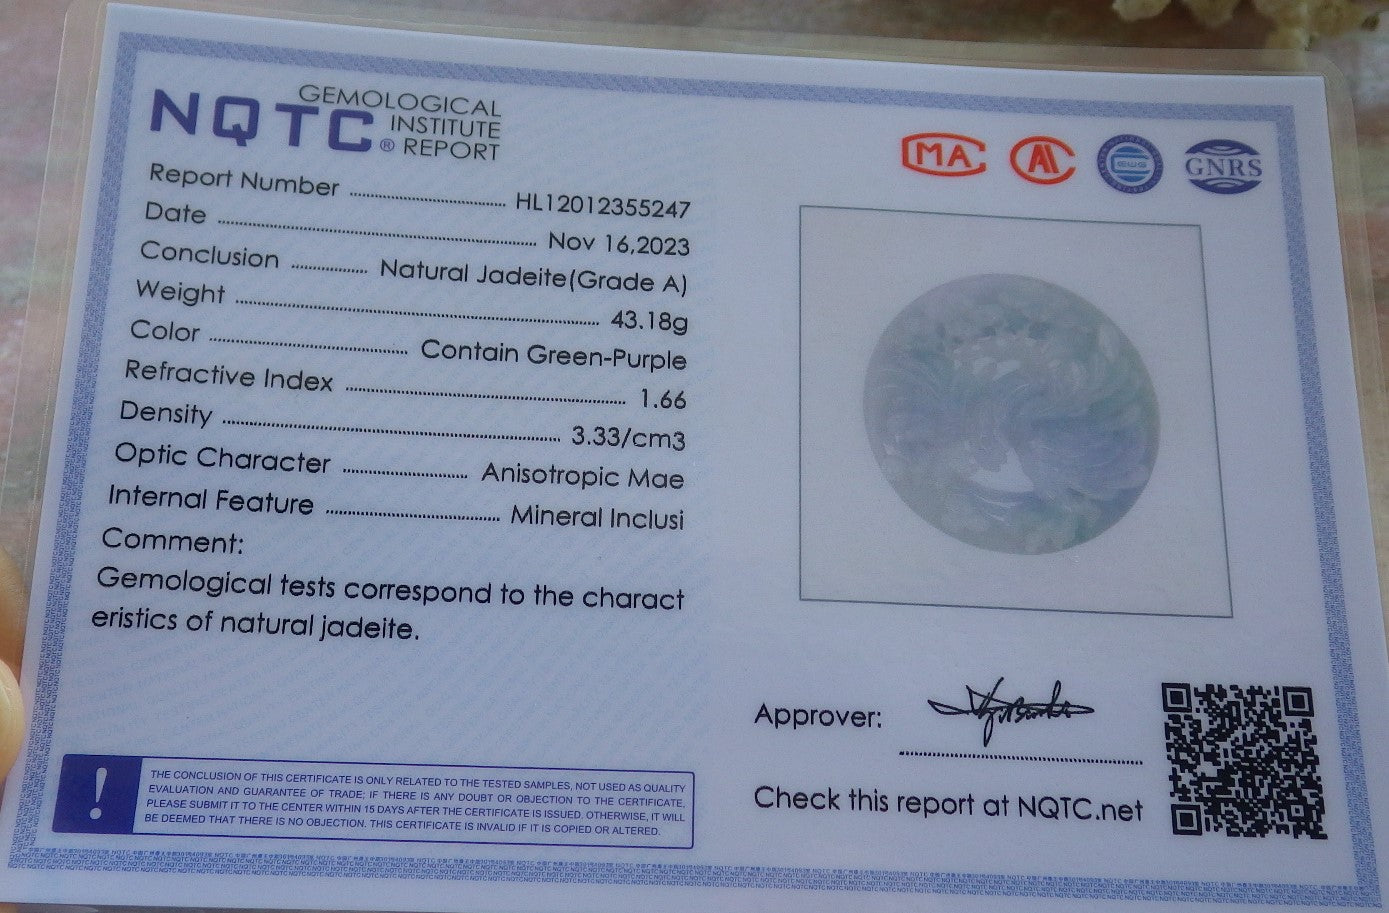 NQTC®
GEMOLOGICAL
INSTITUTE
REPORT
Report Number ........ HL12012355247
Date ........ Nov 16,2023
Conclusion ........ Natural Jadeite(Grade A)
Weight ........ 43.18g
Color ........ Contain Green-Purple
Refractive Index ........ 1.66
Density ........ 3.33/cm3
Optic Character ........ Anisotropic Mae
Internal Feature ........ Mineral Inclusi
Comment:
Gemological tests correspond to the charact
eristics of natural jadeite.
!
THE CONCLUSION OF THIS CERTIFICATE IS ONLY RELATED TO THE TESTED SAMPLES, NOT USED AS QUALITY
EVALUATION AND GUARANTEE OF TRADE; IF THERE IS ANY DOUBT OR OBJECTION TO THE CERTIFICATE,
PLEASE SUBMIT IT TO THE CENTER WITHIN 15 DAYS AFTER THE CERTIFICATE IS ISSUED. OTHERWISE, IT WILL
BE DEEMED THAT THERE IS NO OBJECTION. THIS CERTIFICATE IS INVALID IF IT IS COPIED OR ALTERED.
MA
GNRS
Approver:
Check this report at NQTC.net